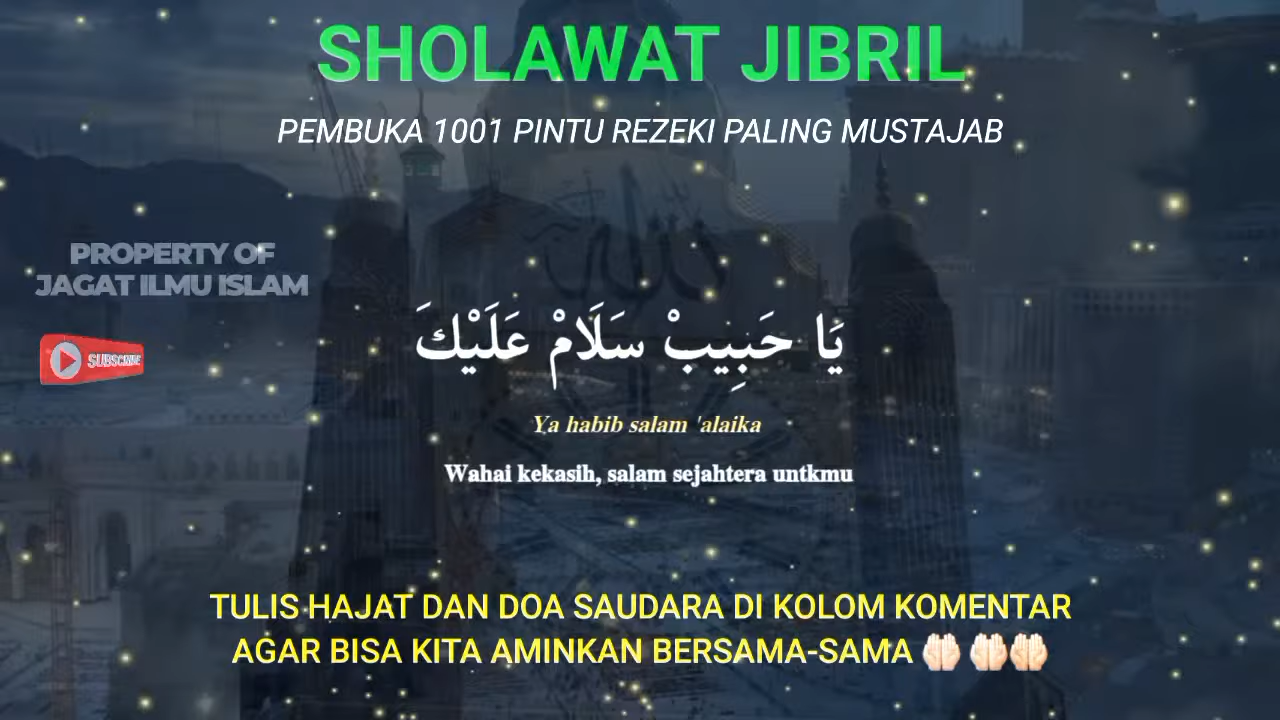 SHOLAWAT JIBRIL
PEMBUKA 1001 PINTU REZEKI PALING MUSTAJAB
PROPERTY OF
JAGAT ILMU ISLAM
SUBSCRIBE
يَا حَبِيبْ سَلَامْ عَلَيْكَ
Ya habib salam 'alaika
Wahai kekasih, salam sejahtera untkmu
TULIS HAJAT DAN DOA SAUDARA DI KOLOM KOMENTAR
AGAR BISA KITA AMINKAN BERSAMA-SAMA 🤲🏻 🤲🏻🤲🏻
الله